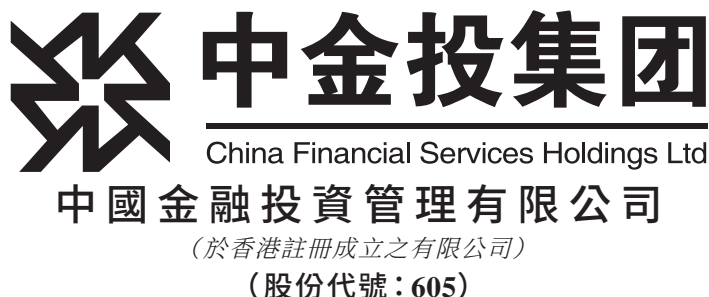 中金投集团
China Financial Services Holdings Ltd
中國金融投資管理有限公司
（於香港註冊成立之有限公司）
（股份代號：605）